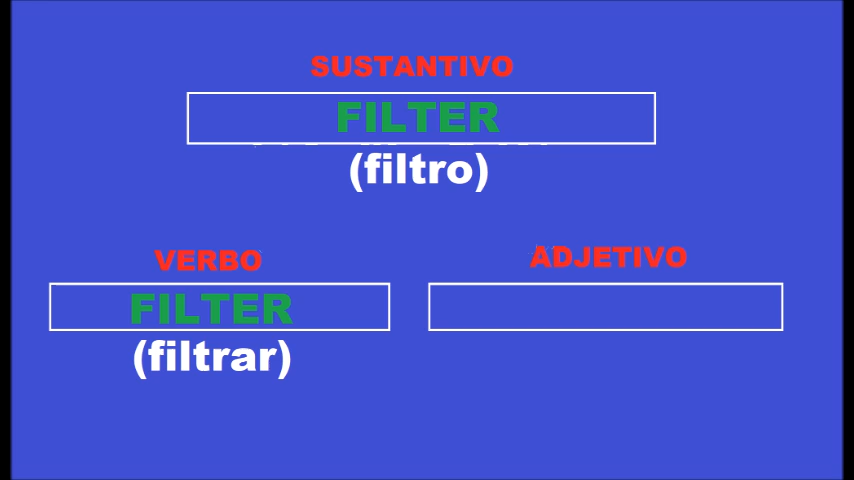 SUSTANTIVO
FILTER
(filtro)
VERBO
FILTER
(filtrar)
ADJETIVO